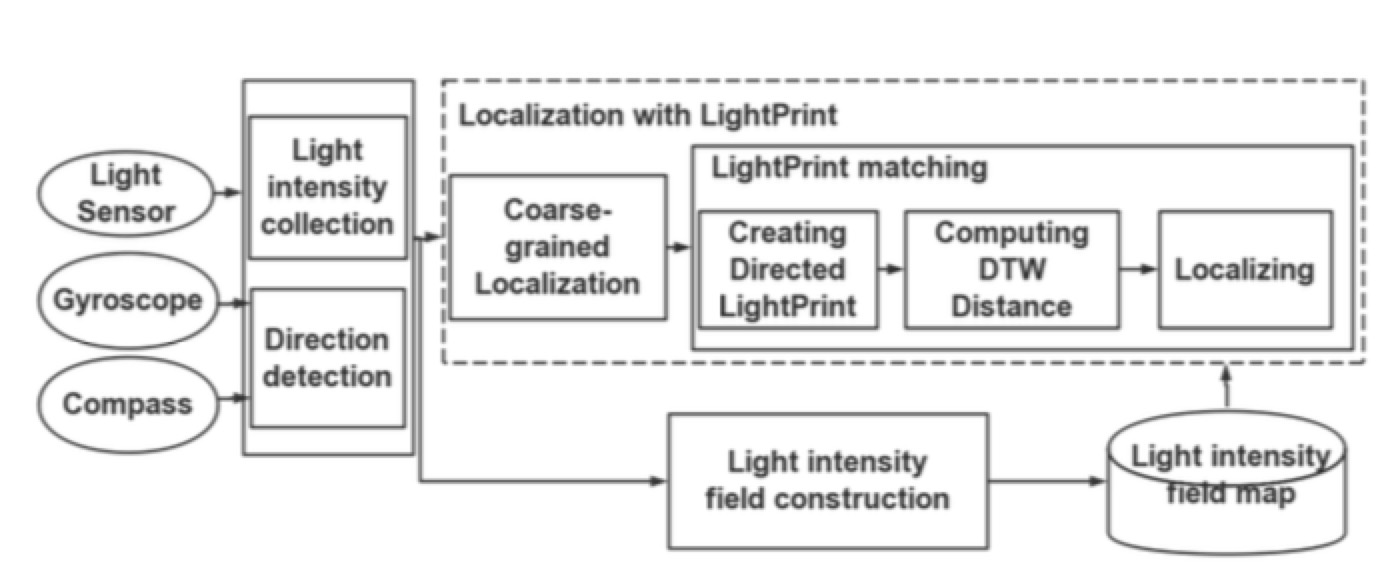 Localization with LightPrint
LightPrint matching
Light
Sensor
Gyroscope
Compass
Light
intensity
collection
Direction
detection
Coarse-
grained
Localization
Creating
Directed
LightPrint
Computing
DTW
Distance
Localizing
Light intensity
field construction
Light intensity
field map